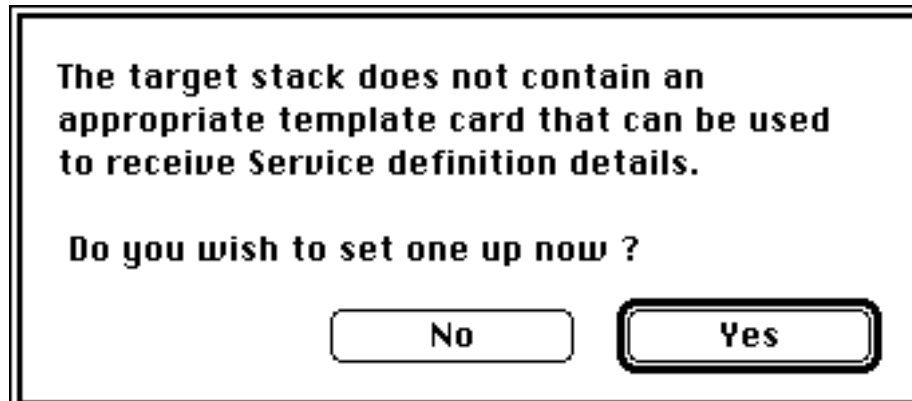 The target stack does not contain an
appropriate template card that can be used
to receive Service definition details.
Do you wish to set one up now ?
No
Yes